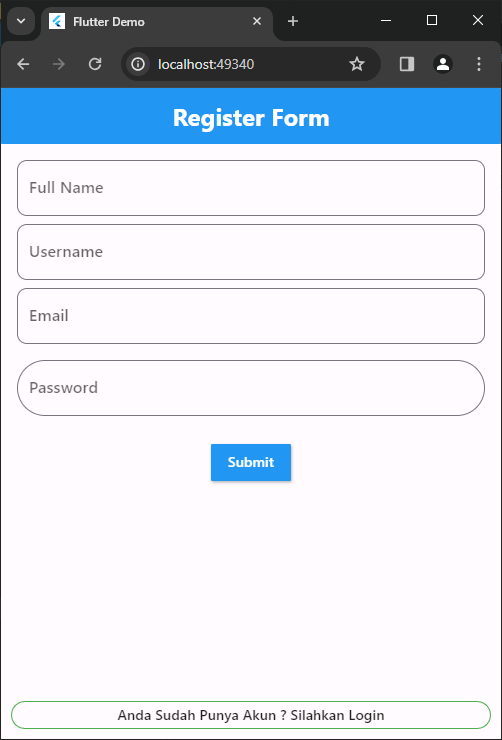 Flutter Demo
localhost:49340
Register Form
Full Name
Username
Email
Password
Submit
Anda Sudah Punya Akun ? Silahkan Login